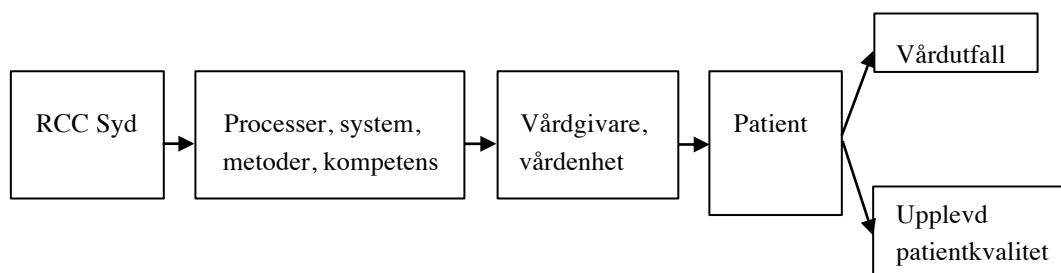 RCC Syd
Processer, system,
metoder, kompetens
Vårdgivare,
vårdenhet
Patient
Vårdutfall
Upplevd
patientkvalitet